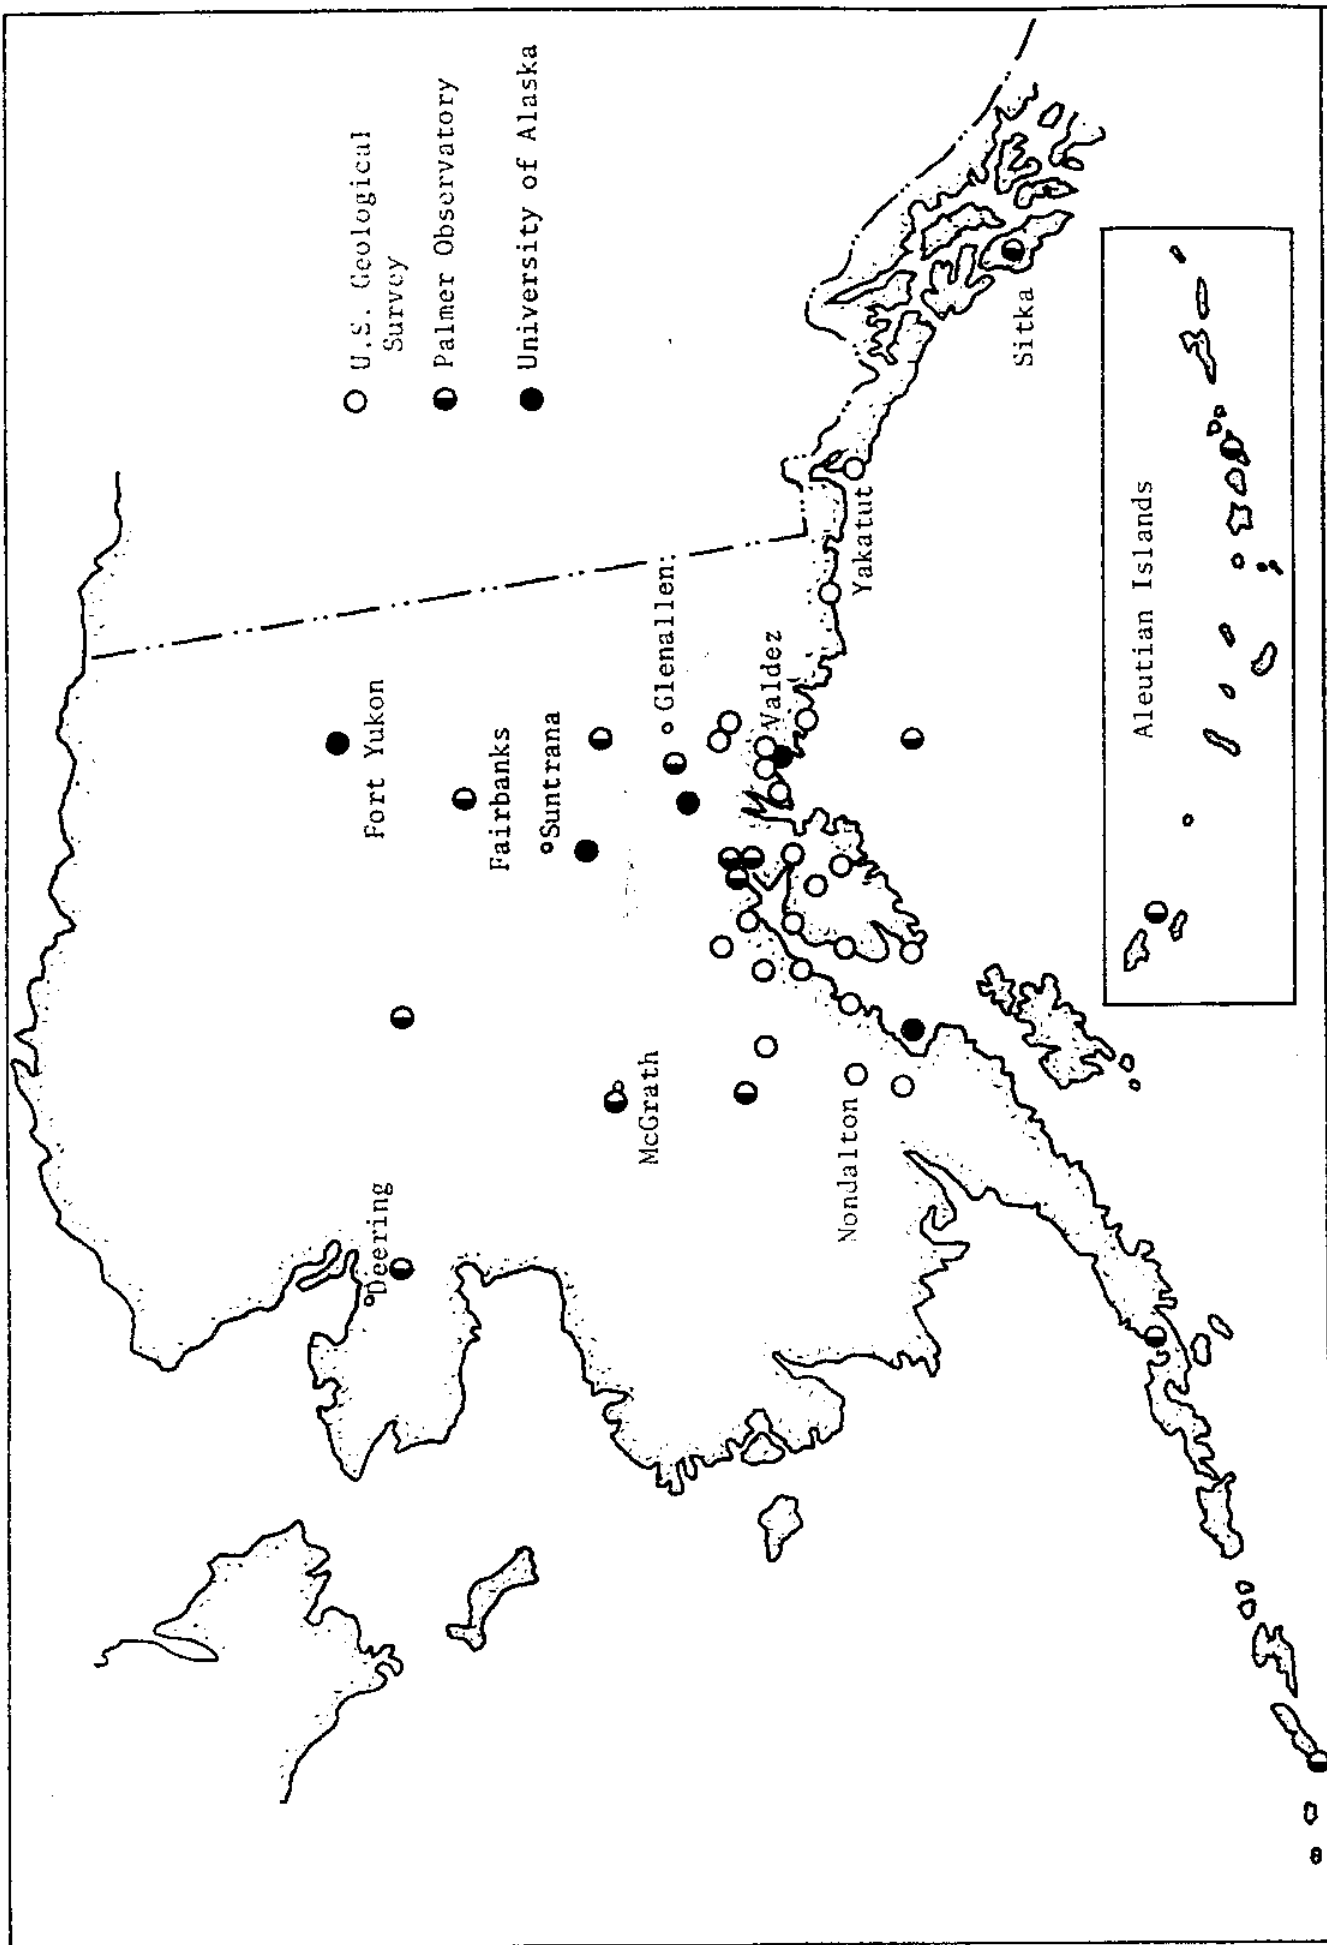 U.S. Geological
Survey
Palmer Observatory
University of Alaska
Fort Yukon
Fairbanks
Suntrana
Glenallen
Valdez
Yakatut
Sitka
Deering
McGrath
Nondalton
Aleutian Islands